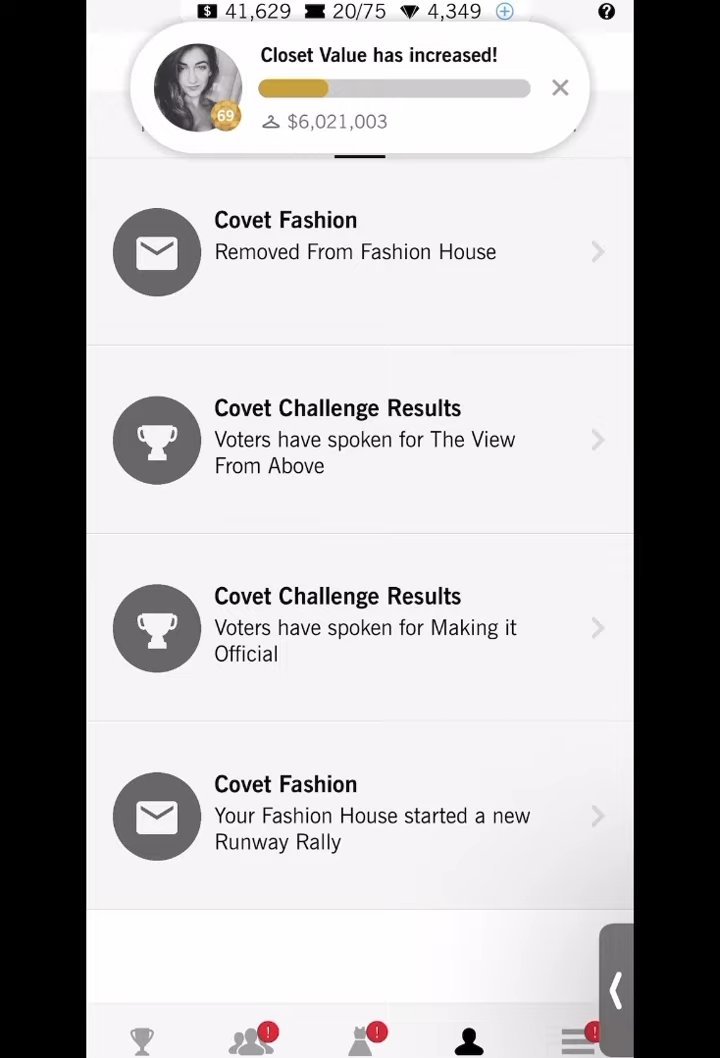 41,629 20/75 4,349
Closet Value has increased!
69
$6,021,003
Covet Fashion
Removed From Fashion House
Covet Challenge Results
Voters have spoken for The View
From Above
Covet Challenge Results
Voters have spoken for Making it
Official
Covet Fashion
Your Fashion House started a new
Runway Rally